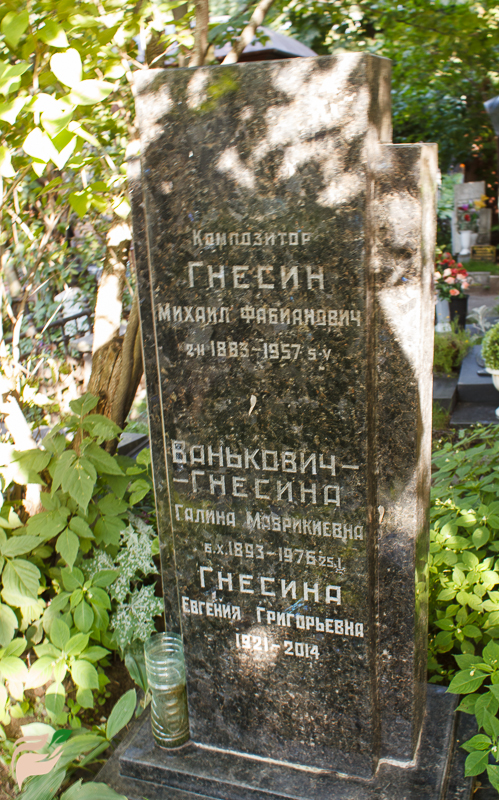 Композитор
ГНЕСИН
Михаил Фабианович
2·II 1883–1957 5·V
Ванькович–
–Гнесина
Галина Маврикиевна
6.X.1893–1976 25.I.
Гнесина
Евгения Григорьевна
1921–2014